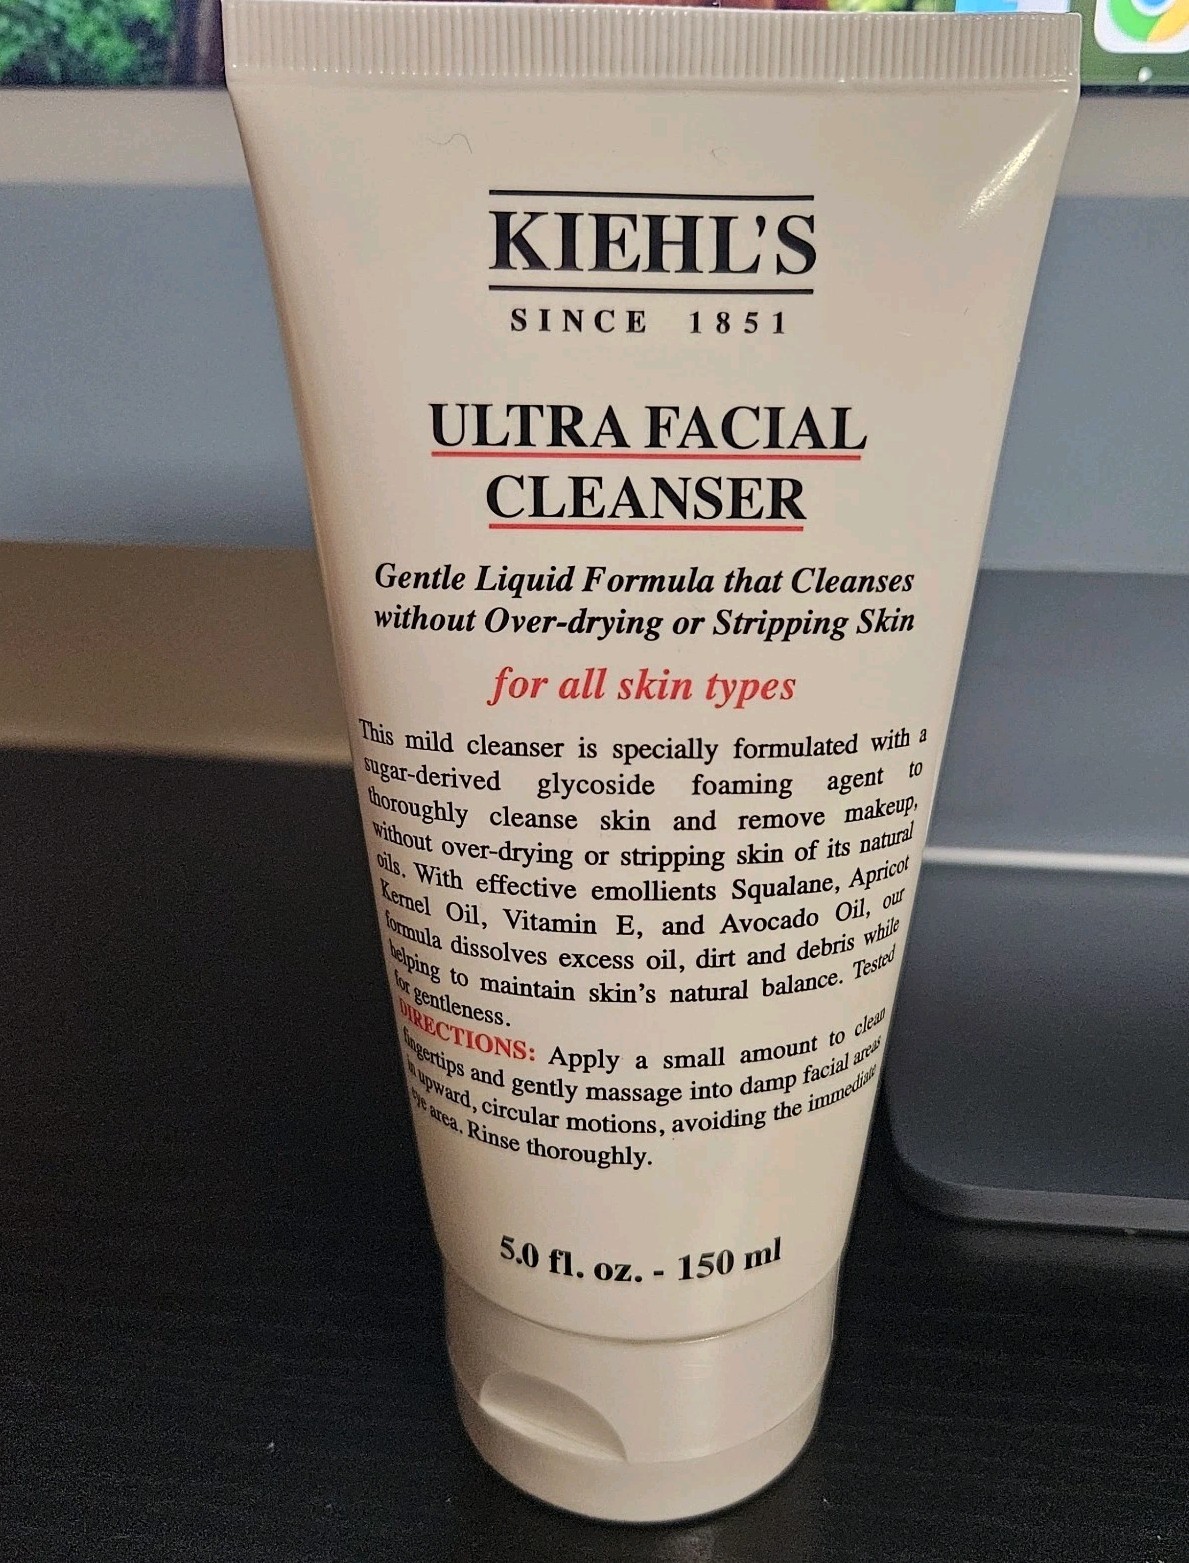 KIEHL'S
SINCE 1851
ULTRA FACIAL
CLEANSER
Gentle Liquid Formula that Cleanses
without Over-drying or Stripping Skin
for all skin types
This mild cleanser is specially formulated with a
sugar-derived glycoside foaming agent to
thoroughly cleanse skin and remove makeup,
without over-drying or stripping skin of its natural
oils. With effective emollients Squalane, Apricot
Kernel Oil, Vitamin E, and Avocado Oil, our
formula dissolves excess oil, dirt and debris while
helping to maintain skin's natural balance. Tested
for gentleness.
DIRECTIONS: Apply a small amount to clean
fingertips and gently massage into damp facial areas
in upward, circular motions, avoiding the immediate
eye area. Rinse thoroughly.
5.0 fl. oz. - 150 ml